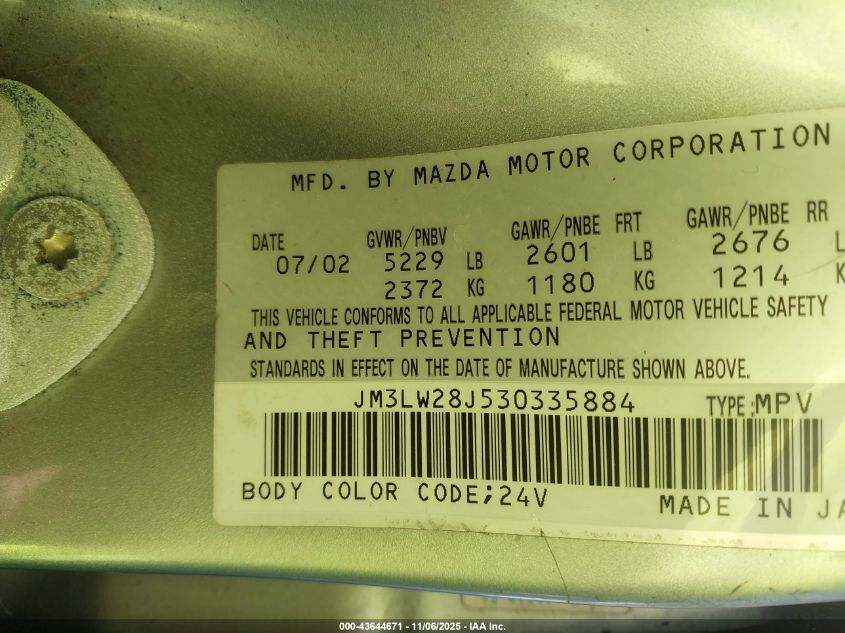 MFD. BY MAZDA MOTOR CORPORATION
DATE GVWR/PNBV GAWR/PNBE FRT GAWR/PNBE RR
07/02 5229 LB 2601 LB 2676 L
2372 KG 1180 KG 1214 K
THIS VEHICLE CONFORMS TO ALL APPLICABLE FEDERAL MOTOR VEHICLE SAFETY
AND THEFT PREVENTION
STANDARDS IN EFFECT ON THE DATE OF MANUFACTURE SHOWN ABOVE.
JM3LW28J530335884 TYPE:MPV
BODY COLOR CODE;24V
MADE IN JA
000-43644671 - 11/06/2025 - IAA Inc.